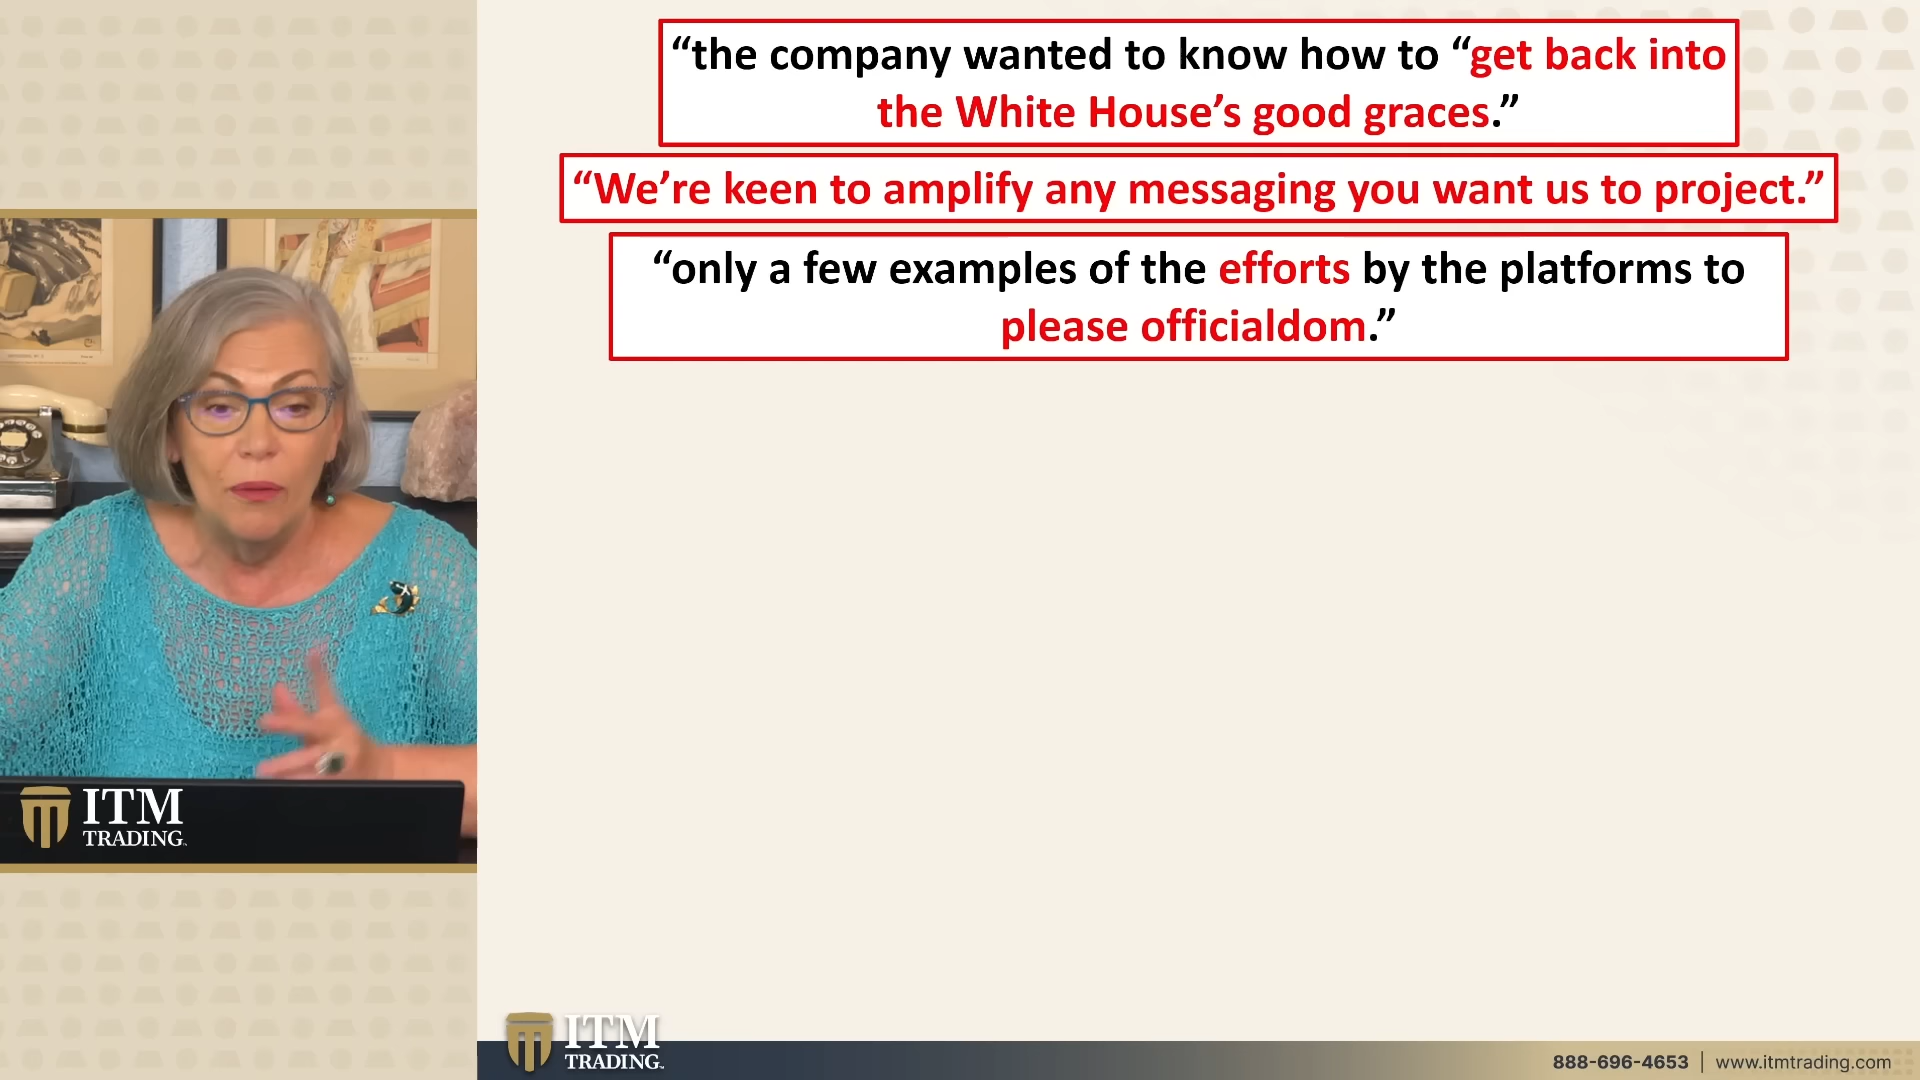 “the company wanted to know how to “get back into
the White House’s good graces.”
“We’re keen to amplify any messaging you want us to project.”
“only a few examples of the efforts by the platforms to
please officialdom.”
ITM
TRADING
ITM
TRADING
888-696-4653 | www.itmtrading.com